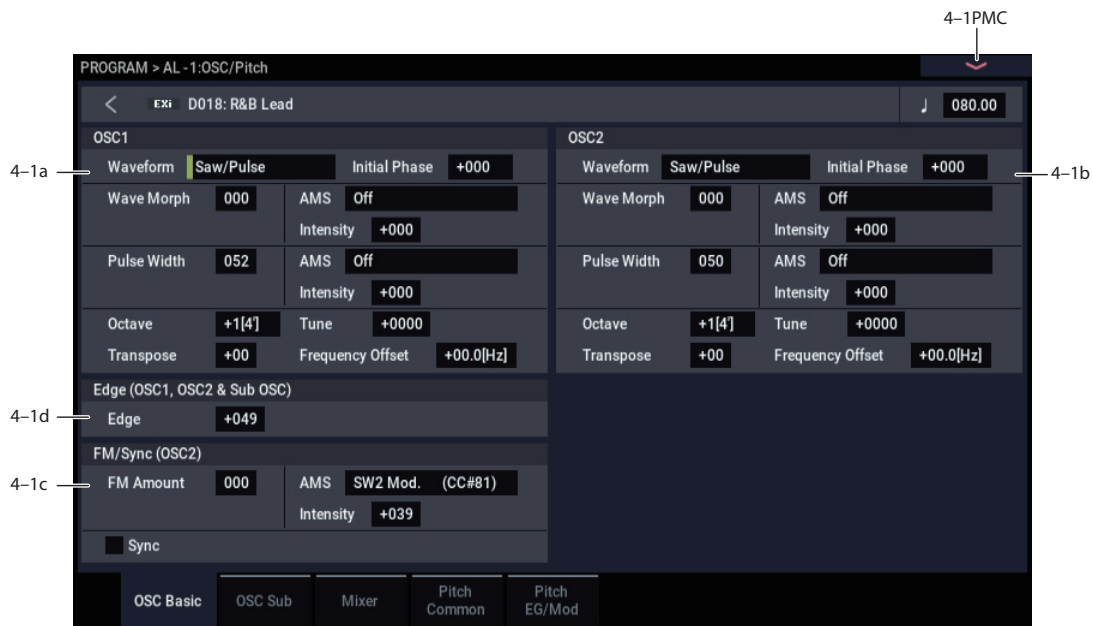 4–1PMC
PROGRAM > AL-1:OSC/Pitch
EXi D018: R&B Lead ♩ 080.00
OSC1
4–1a
Waveform Saw/Pulse Initial Phase +000
Wave Morph 000 AMS Off
Intensity +000
Pulse Width 052 AMS Off
Intensity +000
Octave +1[4'] Tune +0000
Transpose +00 Frequency Offset +00.0[Hz]
OSC2
Waveform Saw/Pulse Initial Phase +000
4–1b
Wave Morph 000 AMS Off
Intensity +000
Pulse Width 050 AMS Off
Intensity +000
Octave +1[4'] Tune +0000
Transpose +00 Frequency Offset +00.0[Hz]
Edge (OSC1, OSC2 & Sub OSC)
4–1d
Edge +049
FM/Sync (OSC2)
4–1c
FM Amount 000 AMS SW2 Mod. (CC#81)
Intensity +039
Sync
OSC Basic
OSC Sub
Mixer
Pitch
Common
Pitch
EG/Mod